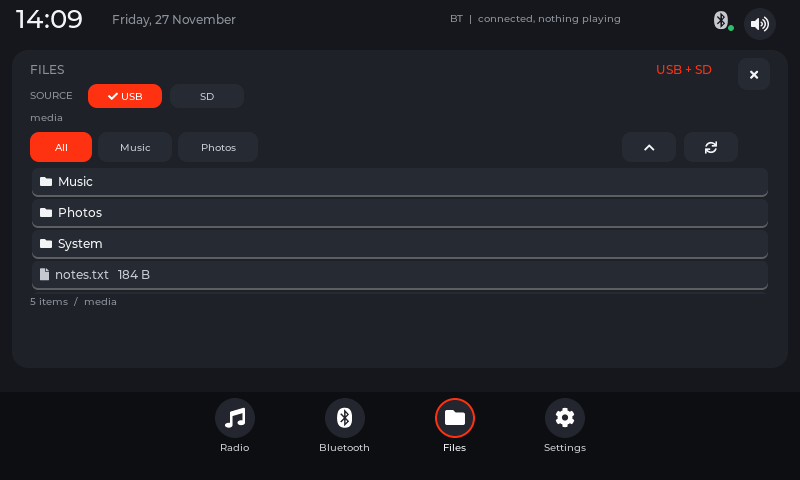 14:09 Friday, 27 November BT | connected, nothing playing
FILES USB + SD
SOURCE USB SD
media
All Music Photos
Music
Photos
System
notes.txt 184 B
5 items / media
Radio Bluetooth Files Settings